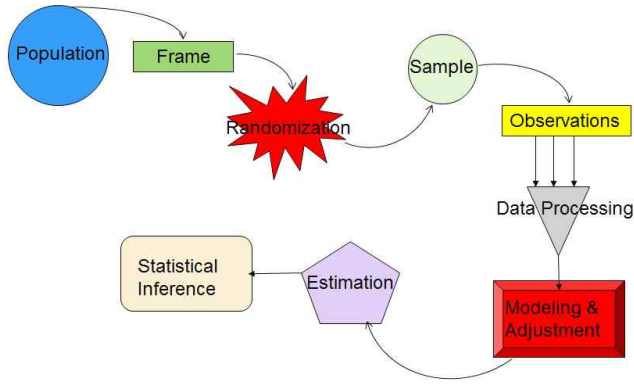 Population
Frame
Randomization
Sample
Observations
Data Processing
Modeling &
Adjustment
Estimation
Statistical
Inference